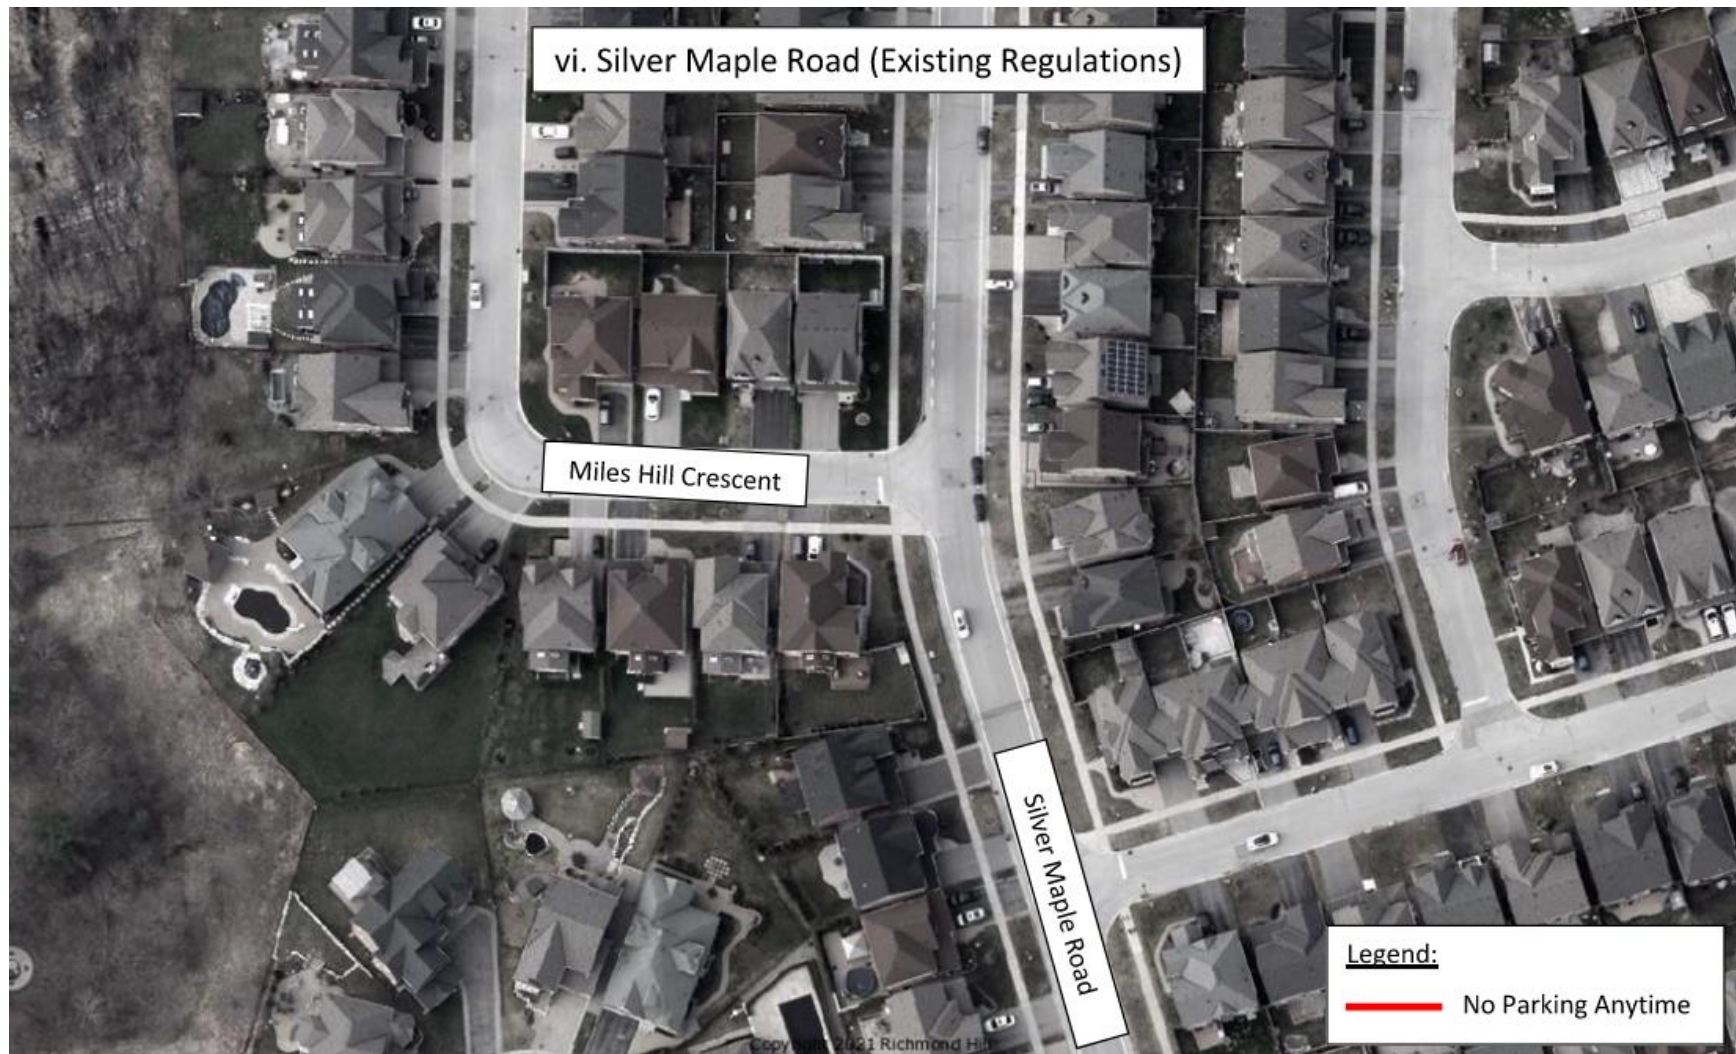 vi. Silver Maple Road (Existing Regulations)
Miles Hill Crescent
Silver Maple Road
Legend:
No Parking Anytime
Copyright 2021 Richmond Hill